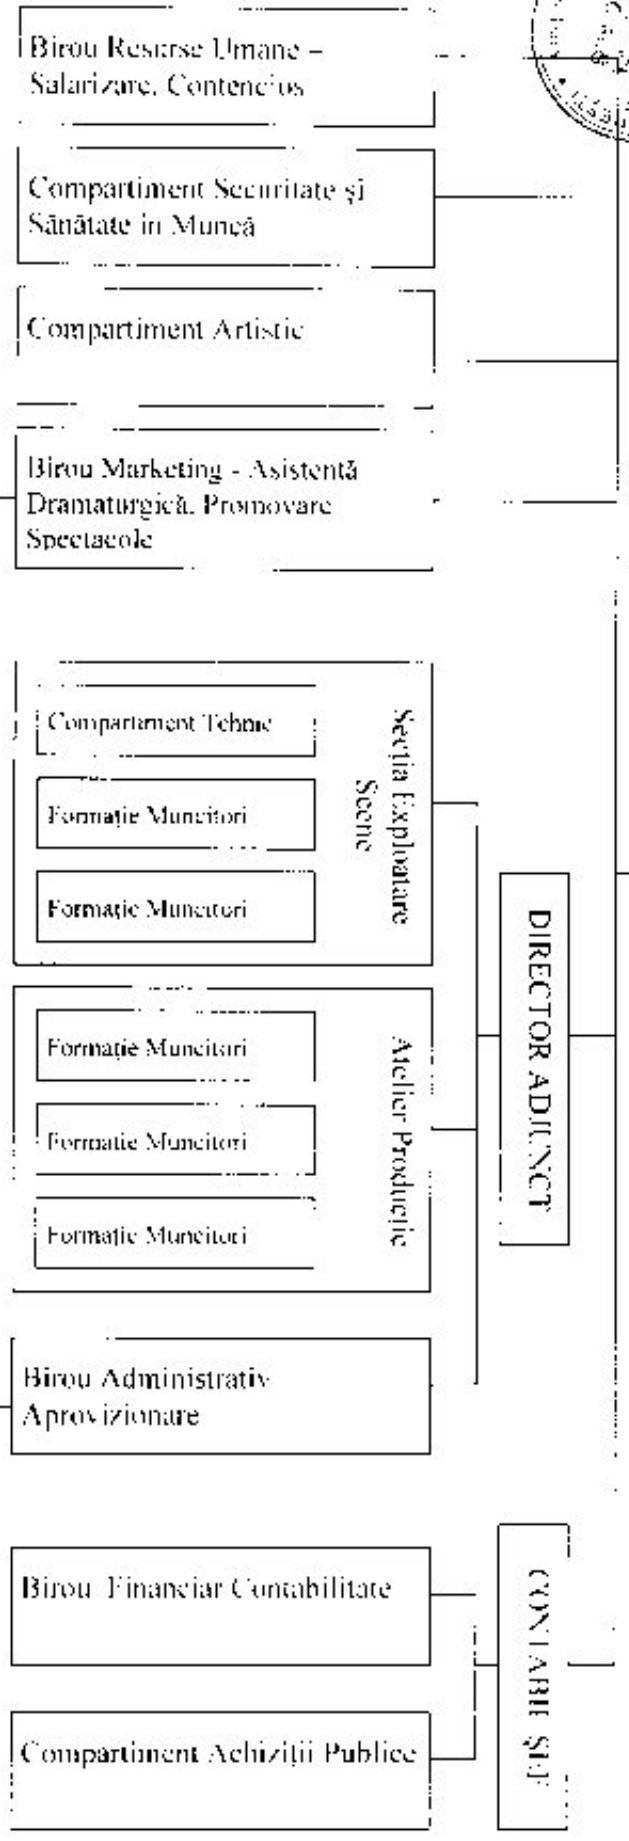 Birou Resurse Umane –
Salarizare, Contencios
Compartiment Securitate și
Sănătate în Muncă
Compartiment Artistic
Birou Marketing - Asistentă
Dramaturgică, Promovare
Spectacole
Compartiment Tehnic
Formație Muncitori
Formație Muncitori
Secția Exploatare
Scene
Formație Muncitori
Formație Muncitori
Formație Muncitori
Atelier Producție
DIRECTOR ADJUNCT
Birou Administrativ
Aprovizionare
Birou Financiar Contabilitate
Compartiment Achiziții Publice
CONTABIL ȘEF